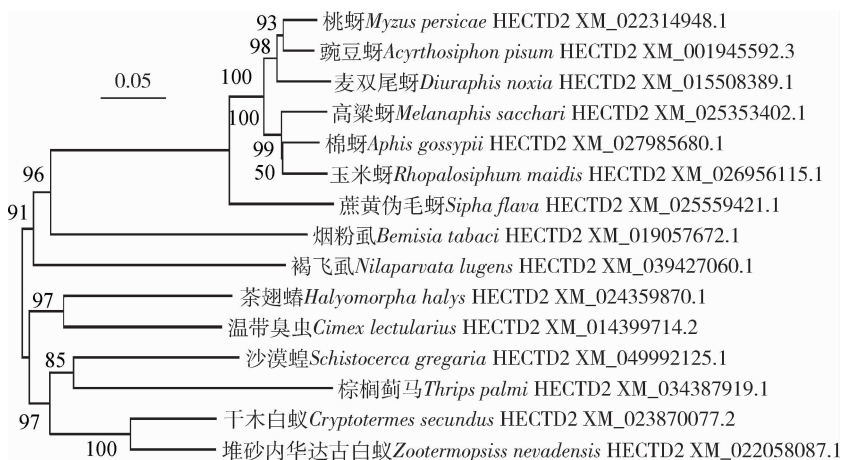 93
桃蚜Myzus persicae HECTD2 XM_022314948.1
98
豌豆蚜Acyrthosiphon pisum HECTD2 XM_001945592.3
0.05
100
麦双尾蚜Diuraphis noxia HECTD2 XM_015508389.1
100
高粱蚜Melanaphis sacchari HECTD2 XM_025353402.1
99
棉蚜Aphis gossypii HECTD2 XM_027985680.1
50
玉米蚜Rhopalosiphum maidis HECTD2 XM_026956115.1
96
蔗黄伪毛蚜Sipha flava HECTD2 XM_025559421.1
91
烟粉虱Bemisia tabaci HECTD2 XM_019057672.1
褐飞虱Nilaparvata lugens HECTD2 XM_039427060.1
97
茶翅蝽Halyomorpha halys HECTD2 XM_024359870.1
温带臭虫Cimex lectularius HECTD2 XM_014399714.2
85
沙漠蝗Schistocerca gregaria HECTD2 XM_049992125.1
棕榈蓟马Thrips palmi HECTD2 XM_034387919.1
97
干木白蚁Cryptotermes secundus HECTD2 XM_023870077.2
100
堆砂内华达古白蚁Zootermopsiss nevadensis HECTD2 XM_022058087.1